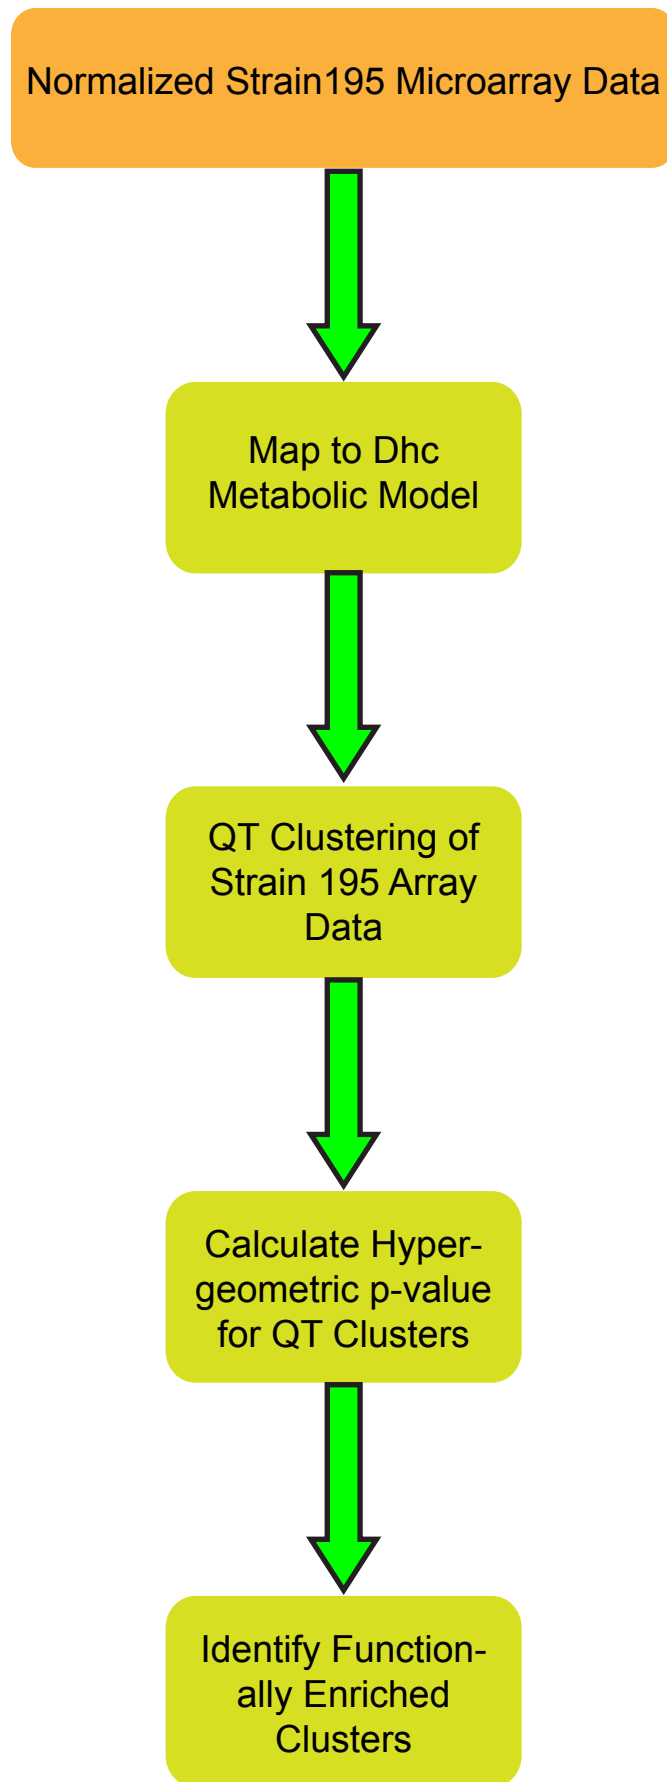 Normalized Strain195 Microarray Data
Map to Dhc
Metabolic Model
QT Clustering of
Strain 195 Array
Data
Calculate Hyper-
geometric p-value
for QT Clusters
Identify Function-
ally Enriched
Clusters